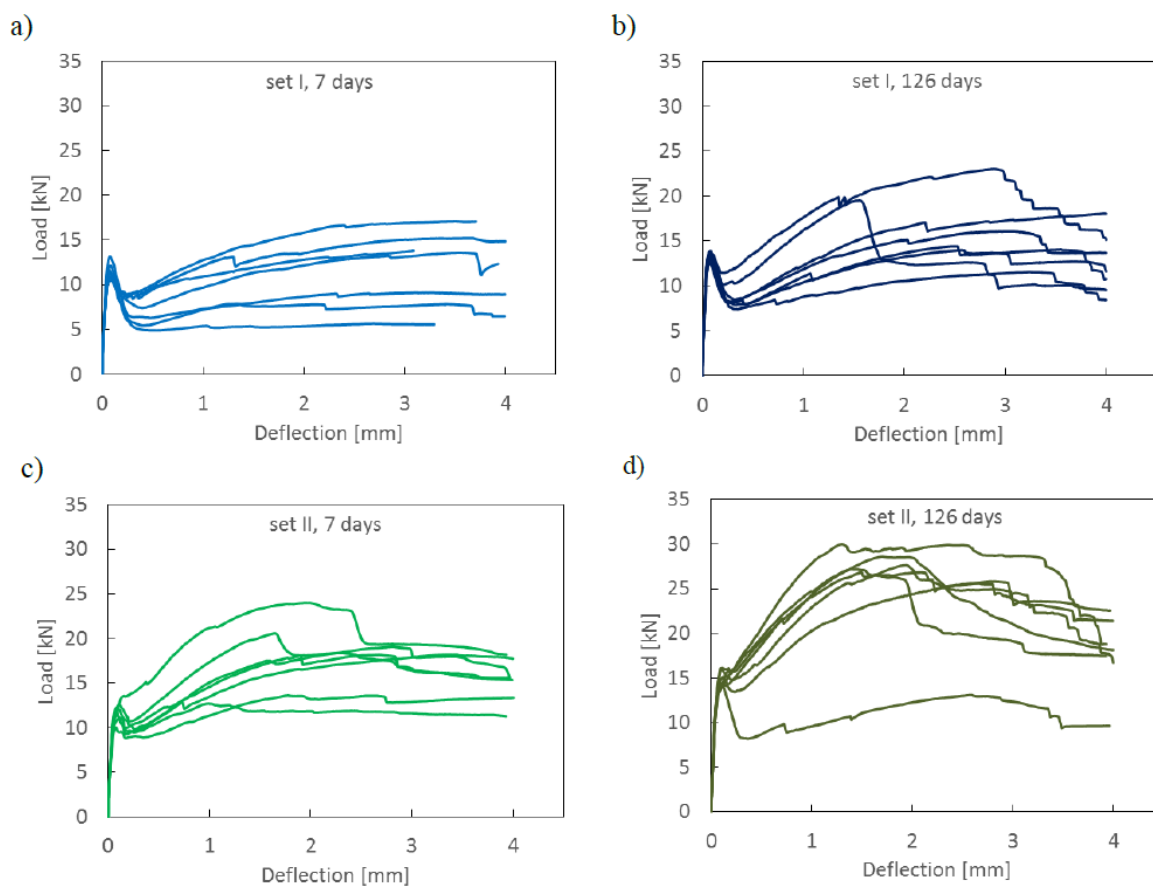 a)
set I, 7 days
35
30
25
20
15
10
5
0
Load [kN]
0 1 2 3 4
Deflection [mm]
b)
set I, 126 days
35
30
25
20
15
10
5
0
Load [kN]
0 1 2 3 4
Deflection [mm]
c)
set II, 7 days
35
30
25
20
15
10
5
0
Load [kN]
0 1 2 3 4
Deflection [mm]
d)
set II, 126 days
35
30
25
20
15
10
5
0
Load [kN]
0 1 2 3 4
Deflection [mm]